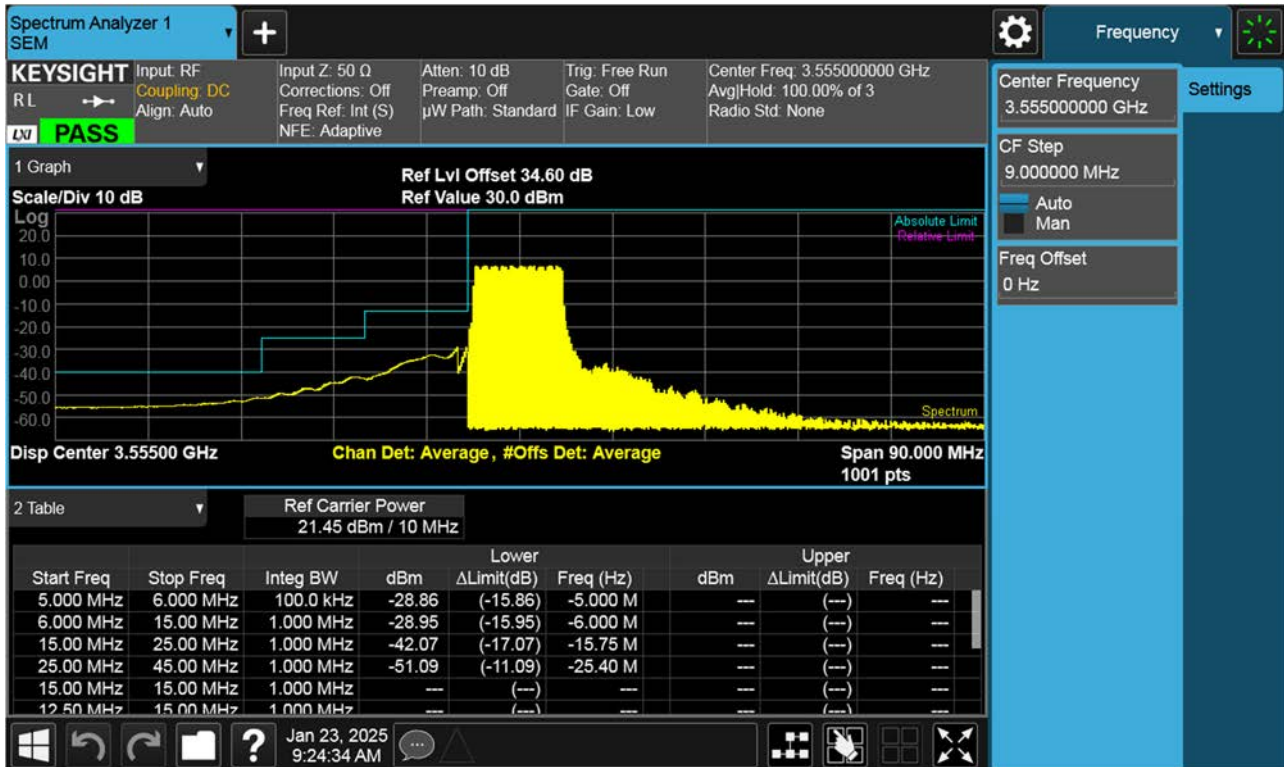 Spectrum Analyzer 1
SEM
+
Frequency
KEYSIGHT
RL
LXI
PASS
Input: RF
Coupling: DC
Align: Auto
Input Z: 50 Ω
Corrections: Off
Freq Ref: Int (S)
NFE: Adaptive
Atten: 10 dB
Preamp: Off
µW Path: Standard
Trig: Free Run
Gate: Off
IF Gain: Low
Center Freq: 3.555000000 GHz
Avg|Hold: 100.00% of 3
Radio Std: None
Center Frequency
3.555000000 GHz
Settings
CF Step
9.000000 MHz
Auto
Man
Freq Offset
0 Hz
1 Graph
Ref Lvl Offset 34.60 dB
Scale/Div 10 dB
Ref Value 30.0 dBm
Log
Absolute Limit
Relative Limit
20.0
10.0
0.00
-10.0
-20.0
-30.0
-40.0
-50.0
-60.0
Spectrum
Disp Center 3.55500 GHz
Chan Det: Average, #Offs Det: Average
Span 90.000 MHz
1001 pts
2 Table
Ref Carrier Power
21.45 dBm / 10 MHz
Lower Upper
Start Freq Stop Freq Integ BW dBm ΔLimit(dB) Freq (Hz) dBm ΔLimit(dB) Freq (Hz)
5.000 MHz 6.000 MHz 100.0 kHz -28.86 (-15.86) -5.000 M --- (---) ---
6.000 MHz 15.00 MHz 1.000 MHz -28.95 (-15.95) -6.000 M --- (---) ---
15.00 MHz 25.00 MHz 1.000 MHz -42.07 (-17.07) -15.75 M --- (---) ---
25.00 MHz 45.00 MHz 1.000 MHz -51.09 (-11.09) -25.40 M --- (---) ---
15.00 MHz 15.00 MHz 1.000 MHz --- (---) --- --- (---) ---
12.50 MHz 15.00 MHz 1.000 MHz --- (---) --- --- (---) ---
?
Jan 23, 2025
9:24:34 AM